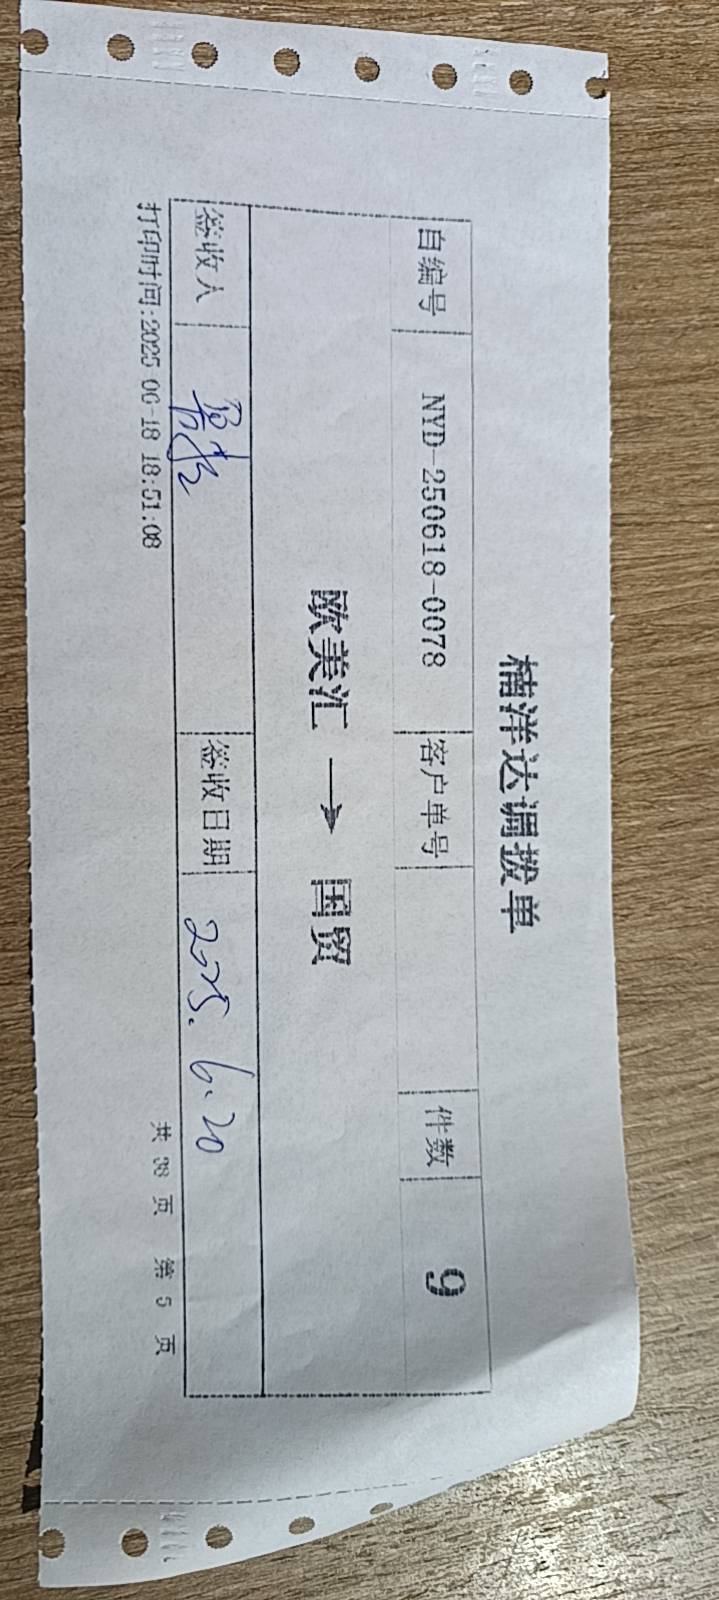 楠洋达调拨单
自编号 NYD-250618-0078 客户单号 件数 9
欧美汇 → 国贸
签收人 签收日期 2025.6.20
打印时间:2025-06-18 18:51:08 共 38 页 第 5 页